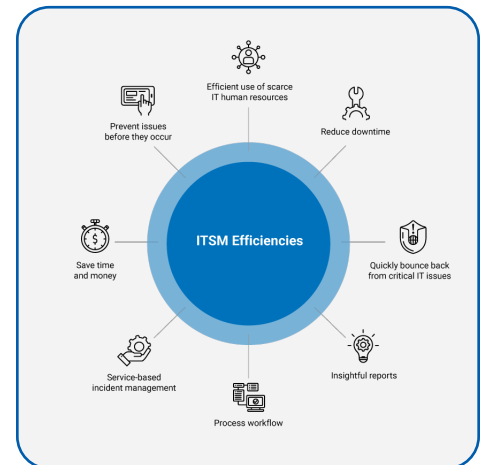 Efficient use of scarce
IT human resources
Prevent issues
before they occur
Reduce downtime
ITSM Efficiencies
Save time
and money
Quickly bounce back
from critical IT issues
Service-based
incident management
Insightful reports
Process workflow